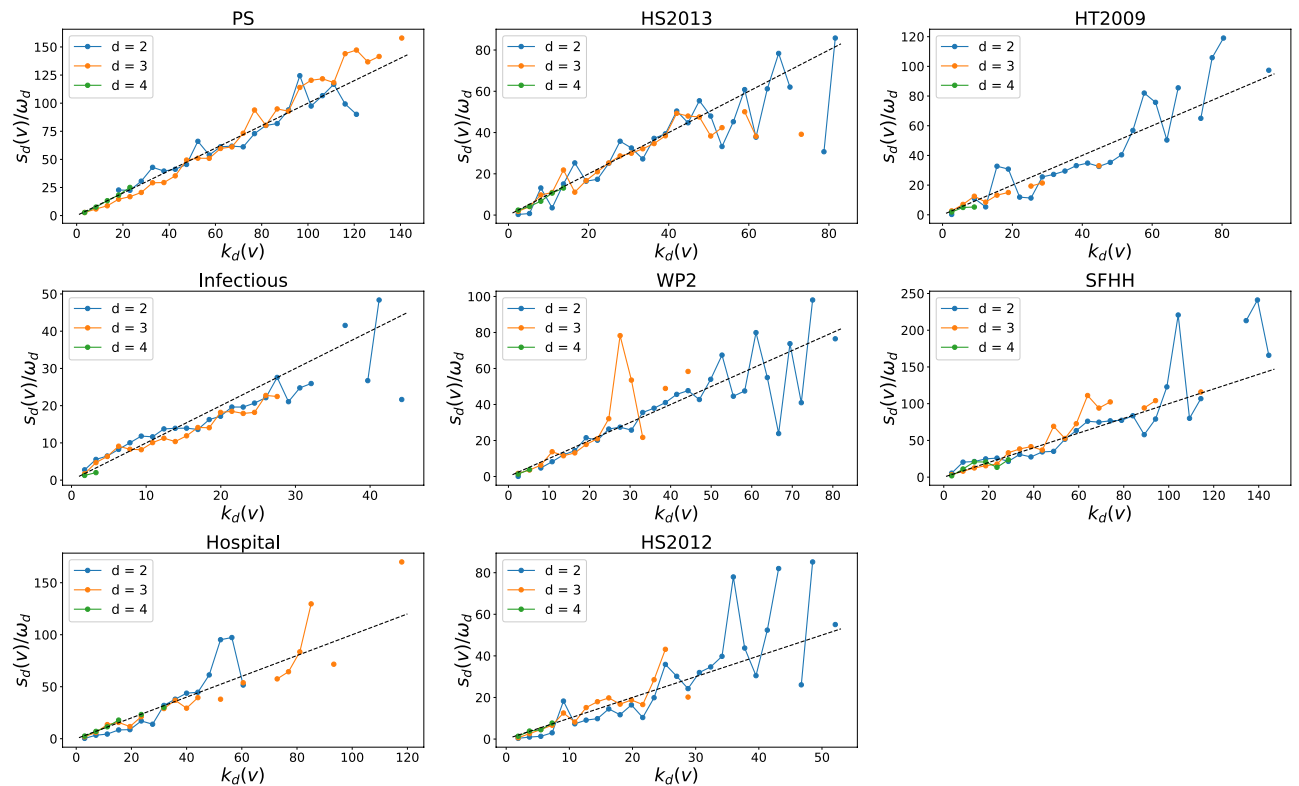 PS
d = 2
d = 3
d = 4
0 25 50 75 100 125 150
0 20 40 60 80 100 120 140
s_d(v)/ω_d
k_d(v)
HS2013
d = 2
d = 3
d = 4
0 20 40 60 80
0 10 20 30 40 50 60 70 80
s_d(v)/ω_d
k_d(v)
HT2009
d = 2
d = 3
d = 4
0 20 40 60 80 100 120
0 20 40 60 80
s_d(v)/ω_d
k_d(v)
Infectious
d = 2
d = 3
d = 4
0 10 20 30 40 50
0 10 20 30 40
s_d(v)/ω_d
k_d(v)
WP2
d = 2
d = 3
d = 4
0 20 40 60 80 100
0 10 20 30 40 50 60 70 80
s_d(v)/ω_d
k_d(v)
SFHH
d = 2
d = 3
d = 4
0 50 100 150 200 250
0 20 40 60 80 100 120 140
s_d(v)/ω_d
k_d(v)
Hospital
d = 2
d = 3
d = 4
0 50 100 150
0 20 40 60 80 100 120
s_d(v)/ω_d
k_d(v)
HS2012
d = 2
d = 3
d = 4
0 20 40 60 80
0 10 20 30 40 50
s_d(v)/ω_d
k_d(v)